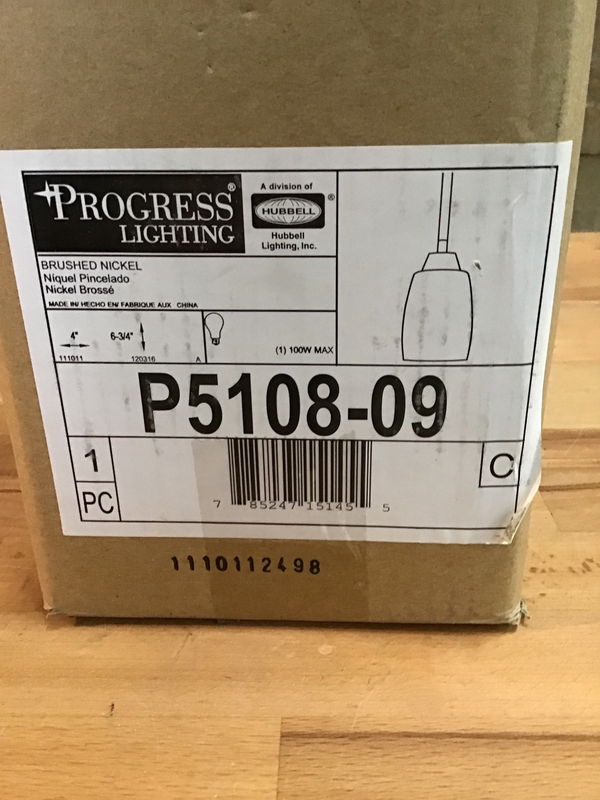 PROGRESS®
LIGHTING
A division of
HUBBELL®
Hubbell
Lighting, Inc.
BRUSHED NICKEL
Niquel Pincelado
Nickel Brossé
MADE IN/ HECHO EN/ FABRIQUE AUX CHINA
4"
6-3/4"
111011
120316
A
(1) 100W MAX
P5108-09
1
PC
C
7 85247 15145 5
1110112498